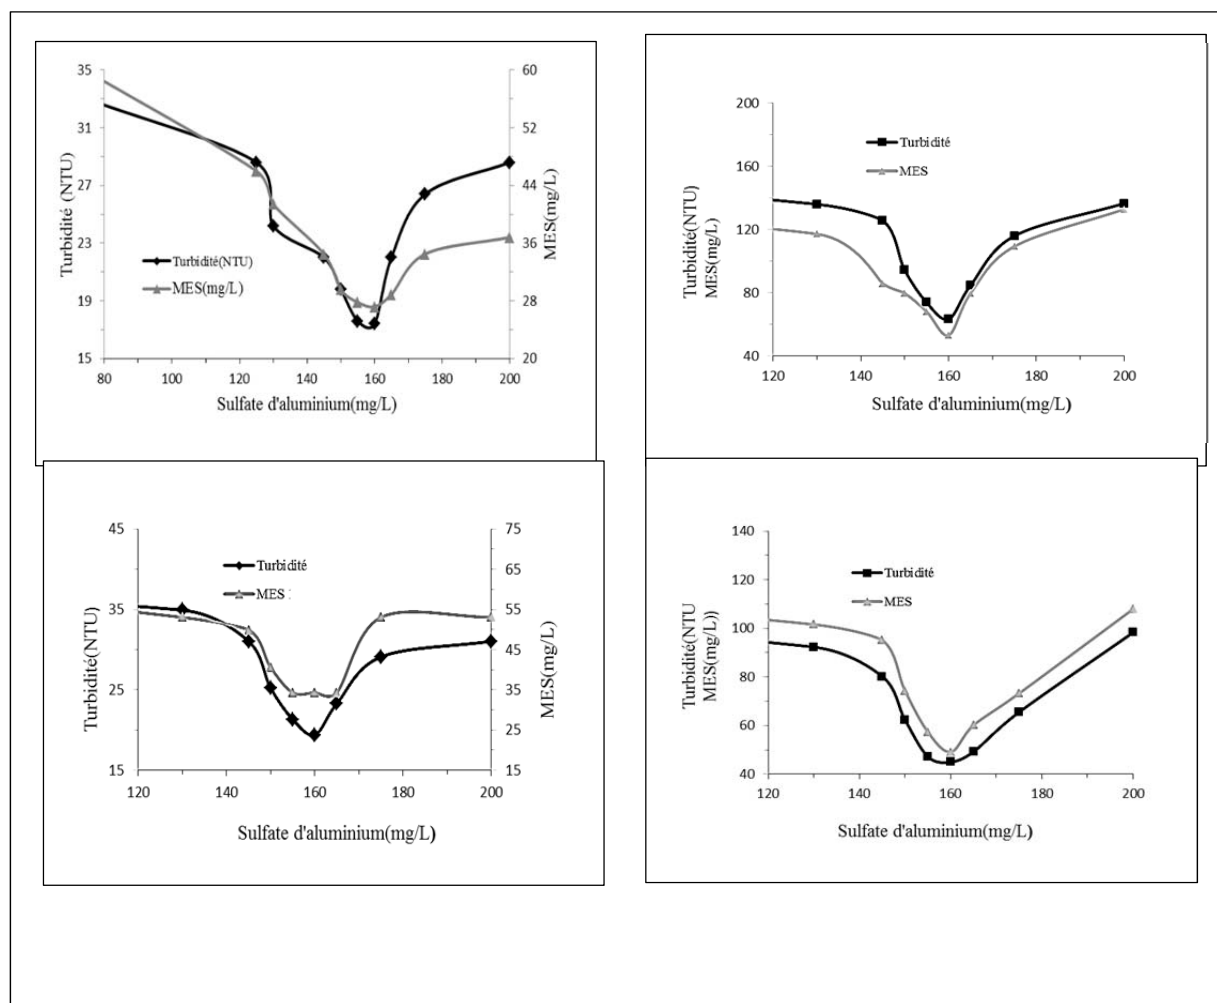 35
31
27
23
19
15
60
52
44
36
28
20
80
100
120
140
160
180
200
Turbidité (NTU)
MES(mg/L)
Turbidité(NTU)
MES(mg/L)
Sulfate d'aluminium(mg/L)
200
160
120
80
40
120
140
160
180
200
Turbidité(NTU)
MES(mg/L)
Turbidité
MES
Sulfate d'aluminium(mg/L)
45
35
25
15
75
65
55
45
35
25
15
120
140
160
180
200
Turbidité(NTU)
MES(mg/L)
Turbidité
MES :
Sulfate d'aluminium(mg/L)
140
120
100
80
60
40
120
140
160
180
200
Turbidité(NTU
MES(mg/L))
Turbidité
MES
Sulfate d'aluminium(mg/L)